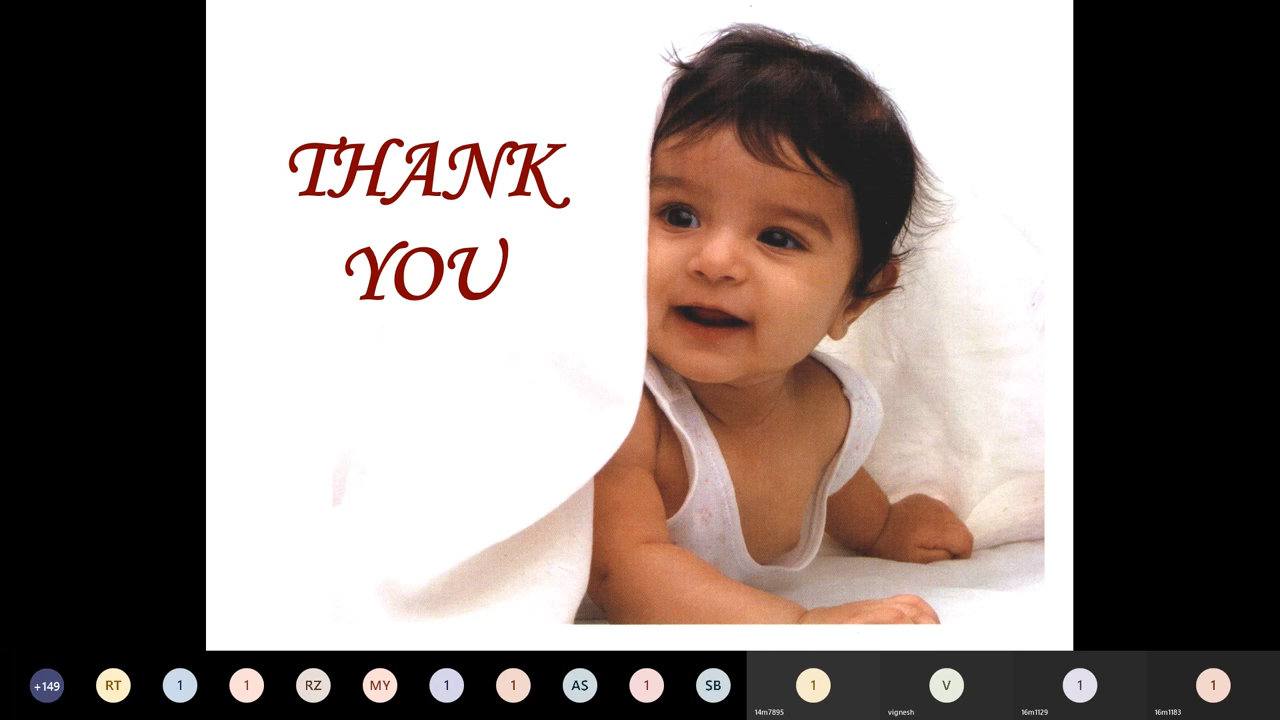 THANK
YOU
+149
RT
1
1
RZ
MY
1
1
AS
1
SB
1
V
1
1
14m7895
vignesh
16m1129
16m1183